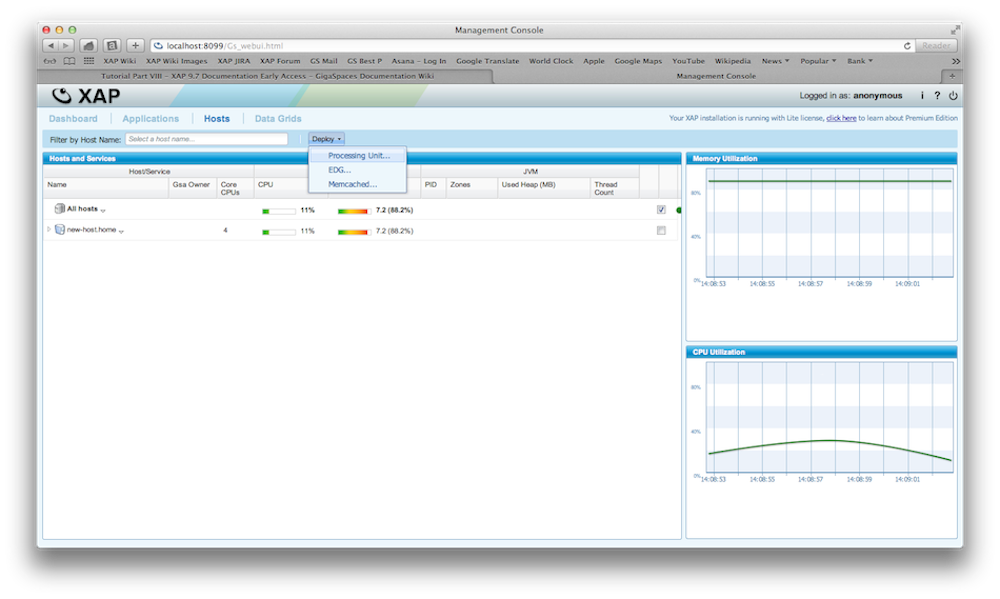 Management Console
localhost:8099/Gs_webui.html
Reader
XAP Wiki XAP Wiki Images XAP JIRA XAP Forum GS Mail GS Best P Asana – Log In Google Translate World Clock Apple Google Maps YouTube Wikipedia News Popular Bank
Tutorial Part VIII – XAP 9.7 Documentation Early Access – GigaSpaces Documentation Wiki
Management Console
XAP
Logged in as: anonymous i ?
Dashboard Applications Hosts Data Grids
Your XAP installation is running with Lite license, click here to learn about Premium Edition
Filter by Host Name: Select a host name... Deploy
Processing Unit...
EDG...
Memcached...
Hosts and Services
Host/Service JVM
Name Gsa Owner Core CPUs CPU PID Zones Used Heap (MB) Thread Count
All hosts 11% 7.2 (88.2%)
new-host.home 4 11% 7.2 (88.2%)
Memory Utilization
80%
40%
0%
14:08:53 14:08:55 14:08:57 14:08:59 14:09:01
CPU Utilization
80%
40%
0%
14:08:53 14:08:55 14:08:57 14:08:59 14:09:01